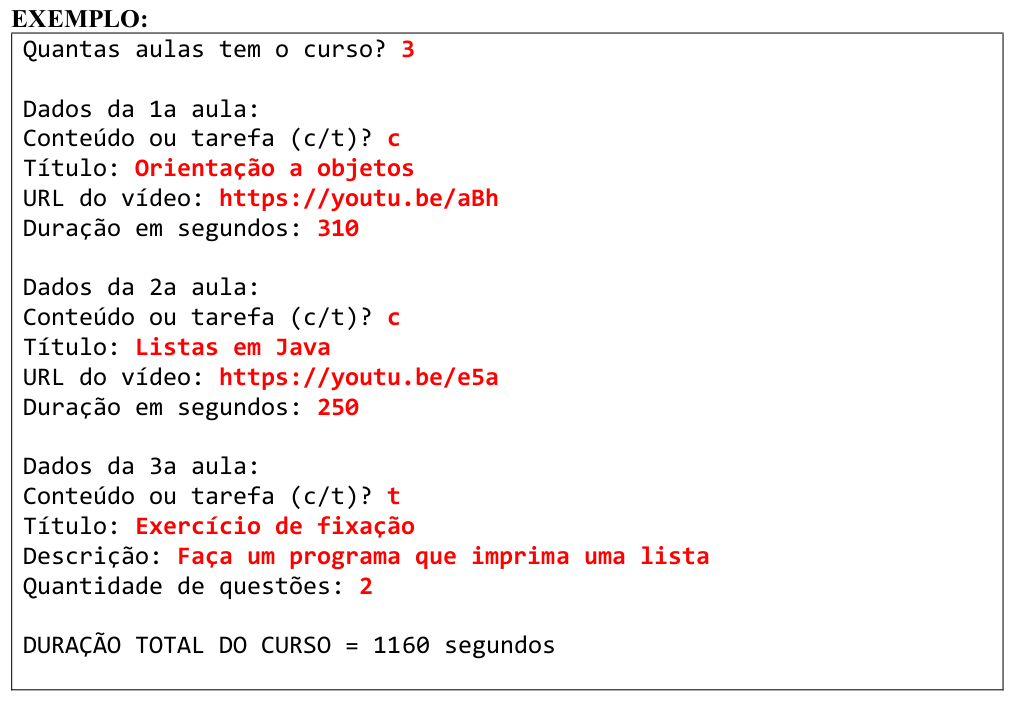 EXEMPLO:
Quantas aulas tem o curso? 3
Dados da 1a aula:
Conteúdo ou tarefa (c/t)? c
Título: Orientação a objetos
URL do vídeo: https://youtu.be/aBh
Duração em segundos: 310
Dados da 2a aula:
Conteúdo ou tarefa (c/t)? c
Título: Listas em Java
URL do vídeo: https://youtu.be/e5a
Duração em segundos: 250
Dados da 3a aula:
Conteúdo ou tarefa (c/t)? t
Título: Exercício de fixação
Descrição: Faça um programa que imprima uma lista
Quantidade de questões: 2
DURAÇÃO TOTAL DO CURSO = 1160 segundos